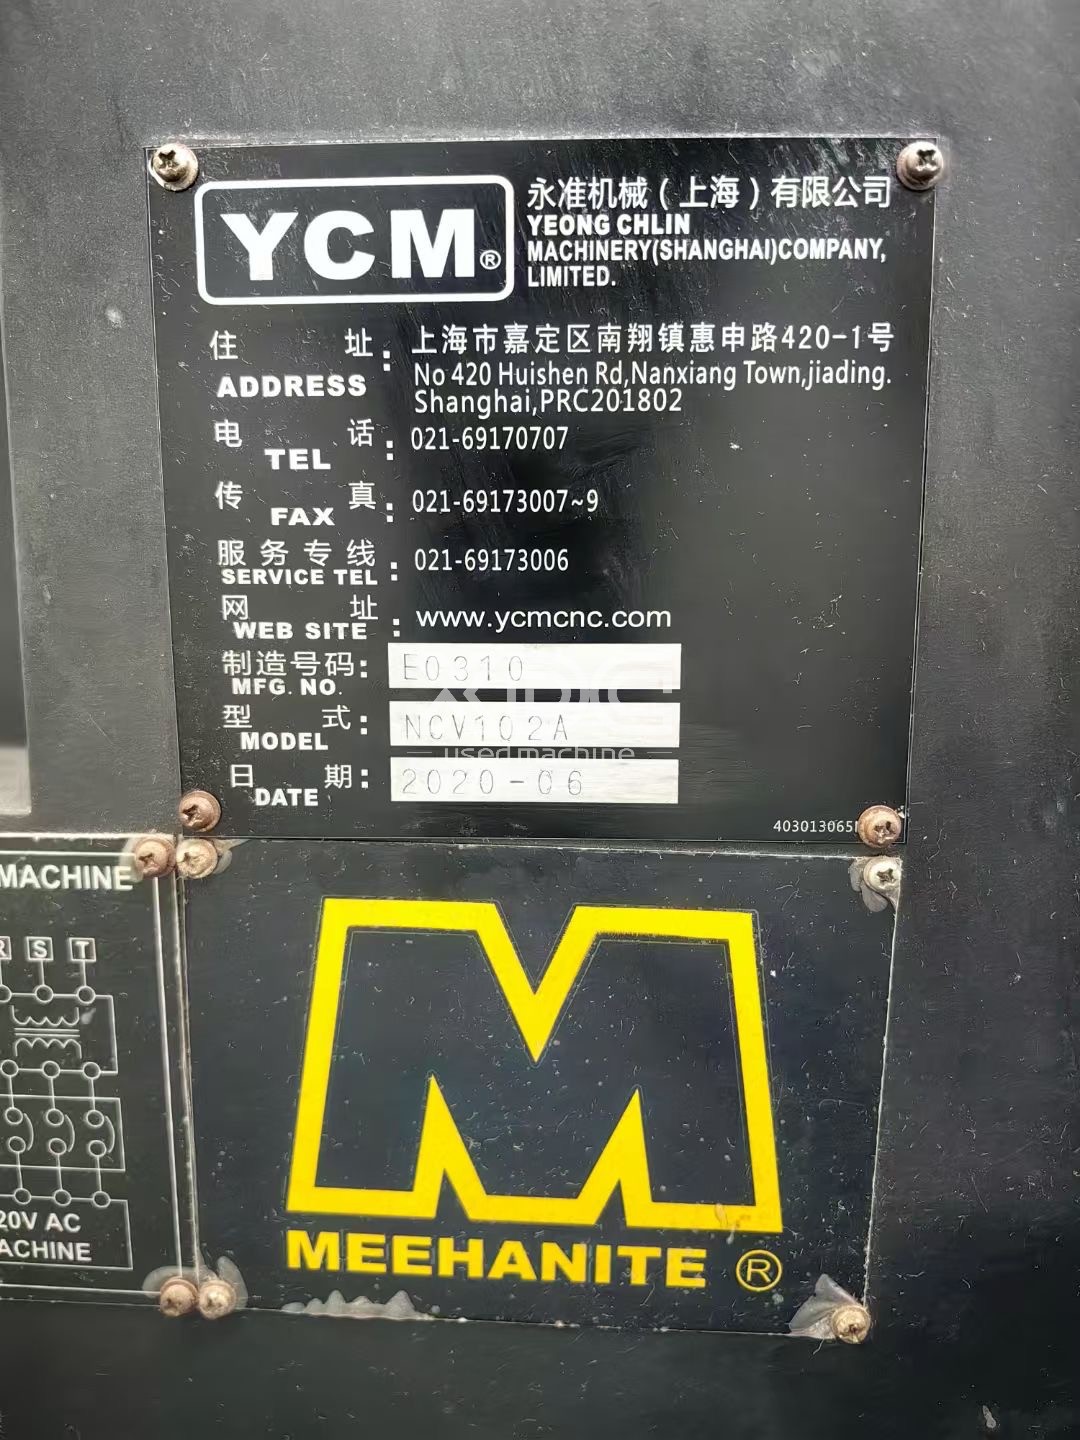 YCM®
永准机械（上海）有限公司
YEONG CHLIN
MACHINERY(SHANGHAI)COMPANY,
LIMITED.
住 址 : 上海市嘉定区南翔镇惠申路420-1号
ADDRESS No 420 Huishen Rd,Nanxiang Town,jiading.
Shanghai,PRC201802
电 话 : 021-69170707
TEL
传 真 : 021-69173007~9
FAX
服务专线 : 021-69173006
SERVICE TEL
网 址 : www.ycmcnc.com
WEB SITE
制造号码: E0310
MFG. NO.
型 式 : NCV102A
MODEL
used machine
日 期 : 2020-06
DATE
403013065
MACHINE
R S T
20V AC
ACHINE
MEEHANITE ®